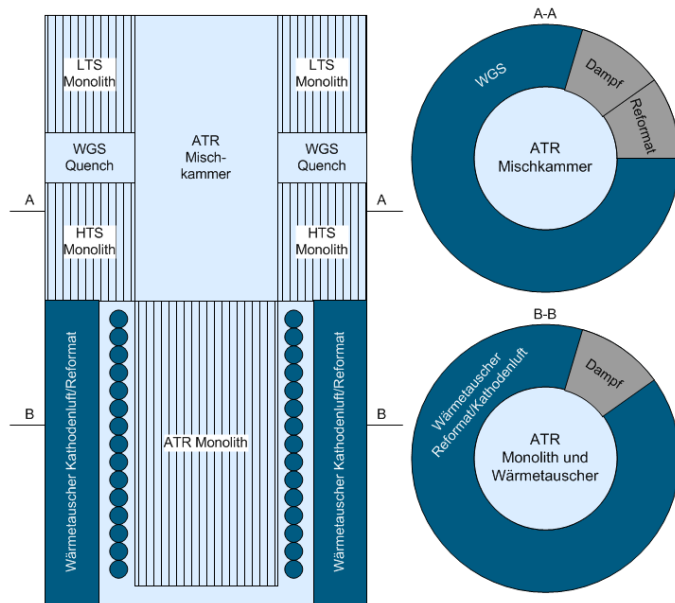 LTS
Monolith
LTS
Monolith
WGS
Quench
ATR
Misch-
kammer
WGS
Quench
A
A
HTS
Monolith
HTS
Monolith
Wärmetauscher Kathodenluft/Reformat
B
ATR Monolith
Wärmetauscher Kathodenluft/Reformat
B
A-A
WGS
Dampf
Reformat
ATR
Mischkammer
B-B
Wärmetauscher
Reformat/Kathodenluft
Dampf
ATR
Monolith und
Wärmetauscher